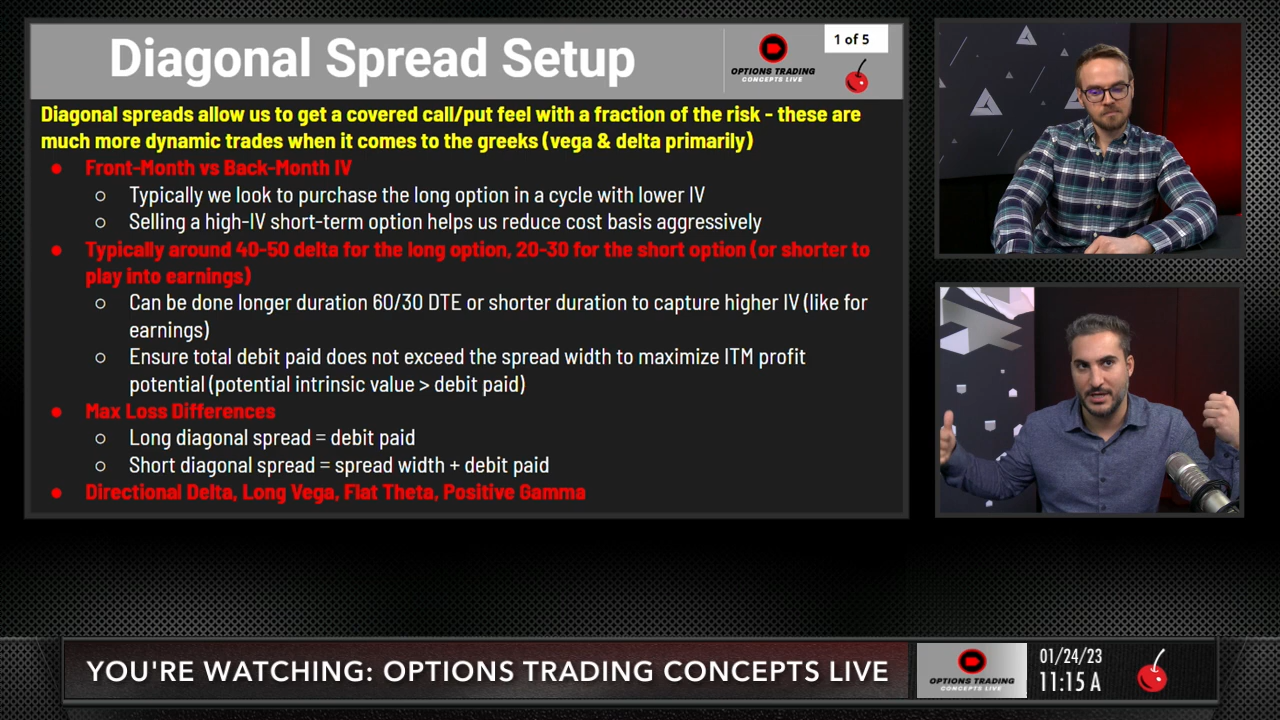 Diagonal Spread Setup
OPTIONS TRADING
CONCEPTS LIVE
1 of 5
Diagonal spreads allow us to get a covered call/put feel with a fraction of the risk - these are
much more dynamic trades when it comes to the greeks (vega & delta primarily)
● Front-Month vs Back-Month IV
○ Typically we look to purchase the long option in a cycle with lower IV
○ Selling a high-IV short-term option helps us reduce cost basis aggressively
● Typically around 40-50 delta for the long option, 20-30 for the short option (or shorter to
play into earnings)
○ Can be done longer duration 60/30 DTE or shorter duration to capture higher IV (like for
earnings)
○ Ensure total debit paid does not exceed the spread width to maximize ITM profit
potential (potential intrinsic value > debit paid)
● Max Loss Differences
○ Long diagonal spread = debit paid
○ Short diagonal spread = spread width + debit paid
● Directional Delta, Long Vega, Flat Theta, Positive Gamma
YOU'RE WATCHING: OPTIONS TRADING CONCEPTS LIVE
OPTIONS TRADING
CONCEPTS LIVE
01/24/23
11:15 A